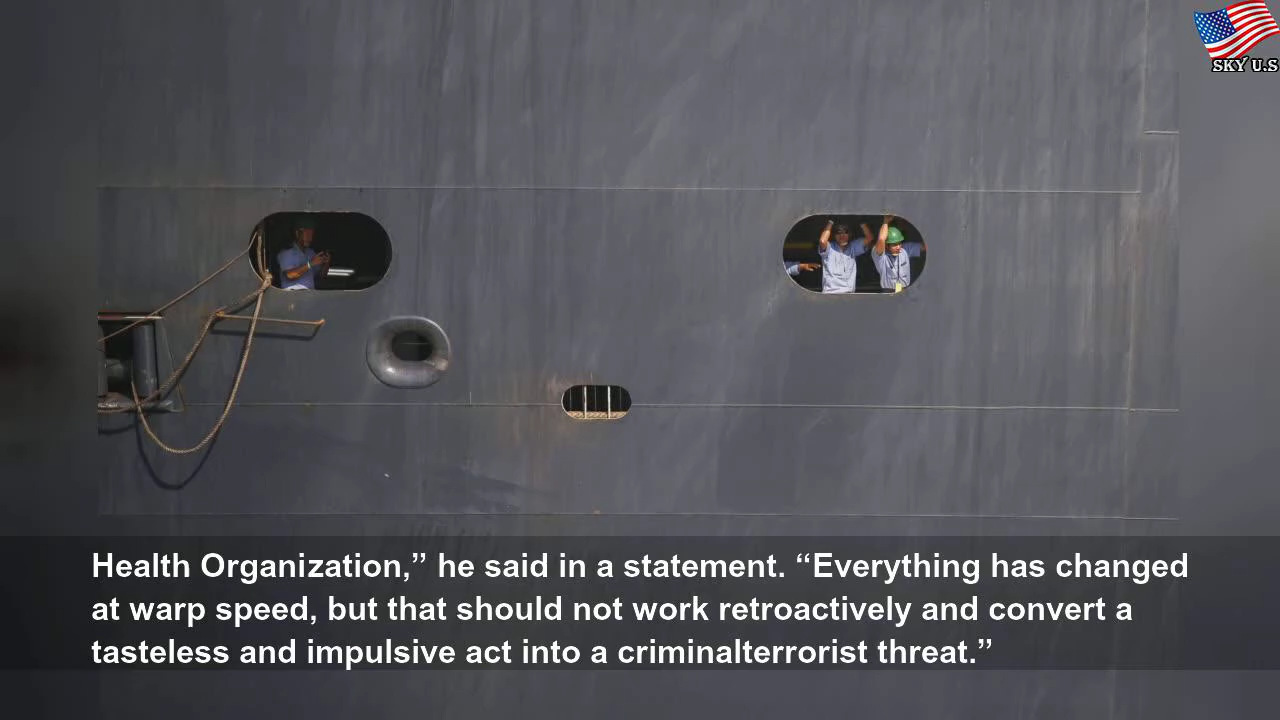 SKY U.S
Health Organization,” he said in a statement. “Everything has changed
at warp speed, but that should not work retroactively and convert a
tasteless and impulsive act into a criminalterrorist threat.”